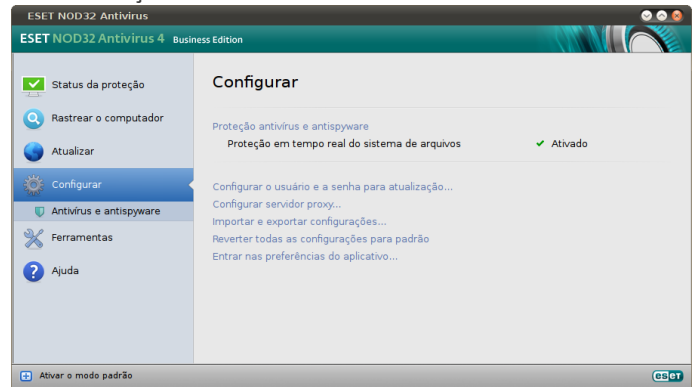 ESET NOD32 Antivirus
ESET NOD32 Antivirus 4 Business Edition
Status da proteção
Rastrear o computador
Atualizar
Configurar
Antivírus e antispyware
Ferramentas
Ajuda
Configurar
Proteção antivírus e antispyware
Proteção em tempo real do sistema de arquivos Ativado
Configurar o usuário e a senha para atualização...
Configurar servidor proxy...
Importar e exportar configurações...
Reverter todas as configurações para padrão
Entrar nas preferências do aplicativo...
Ativar o modo padrão
eset